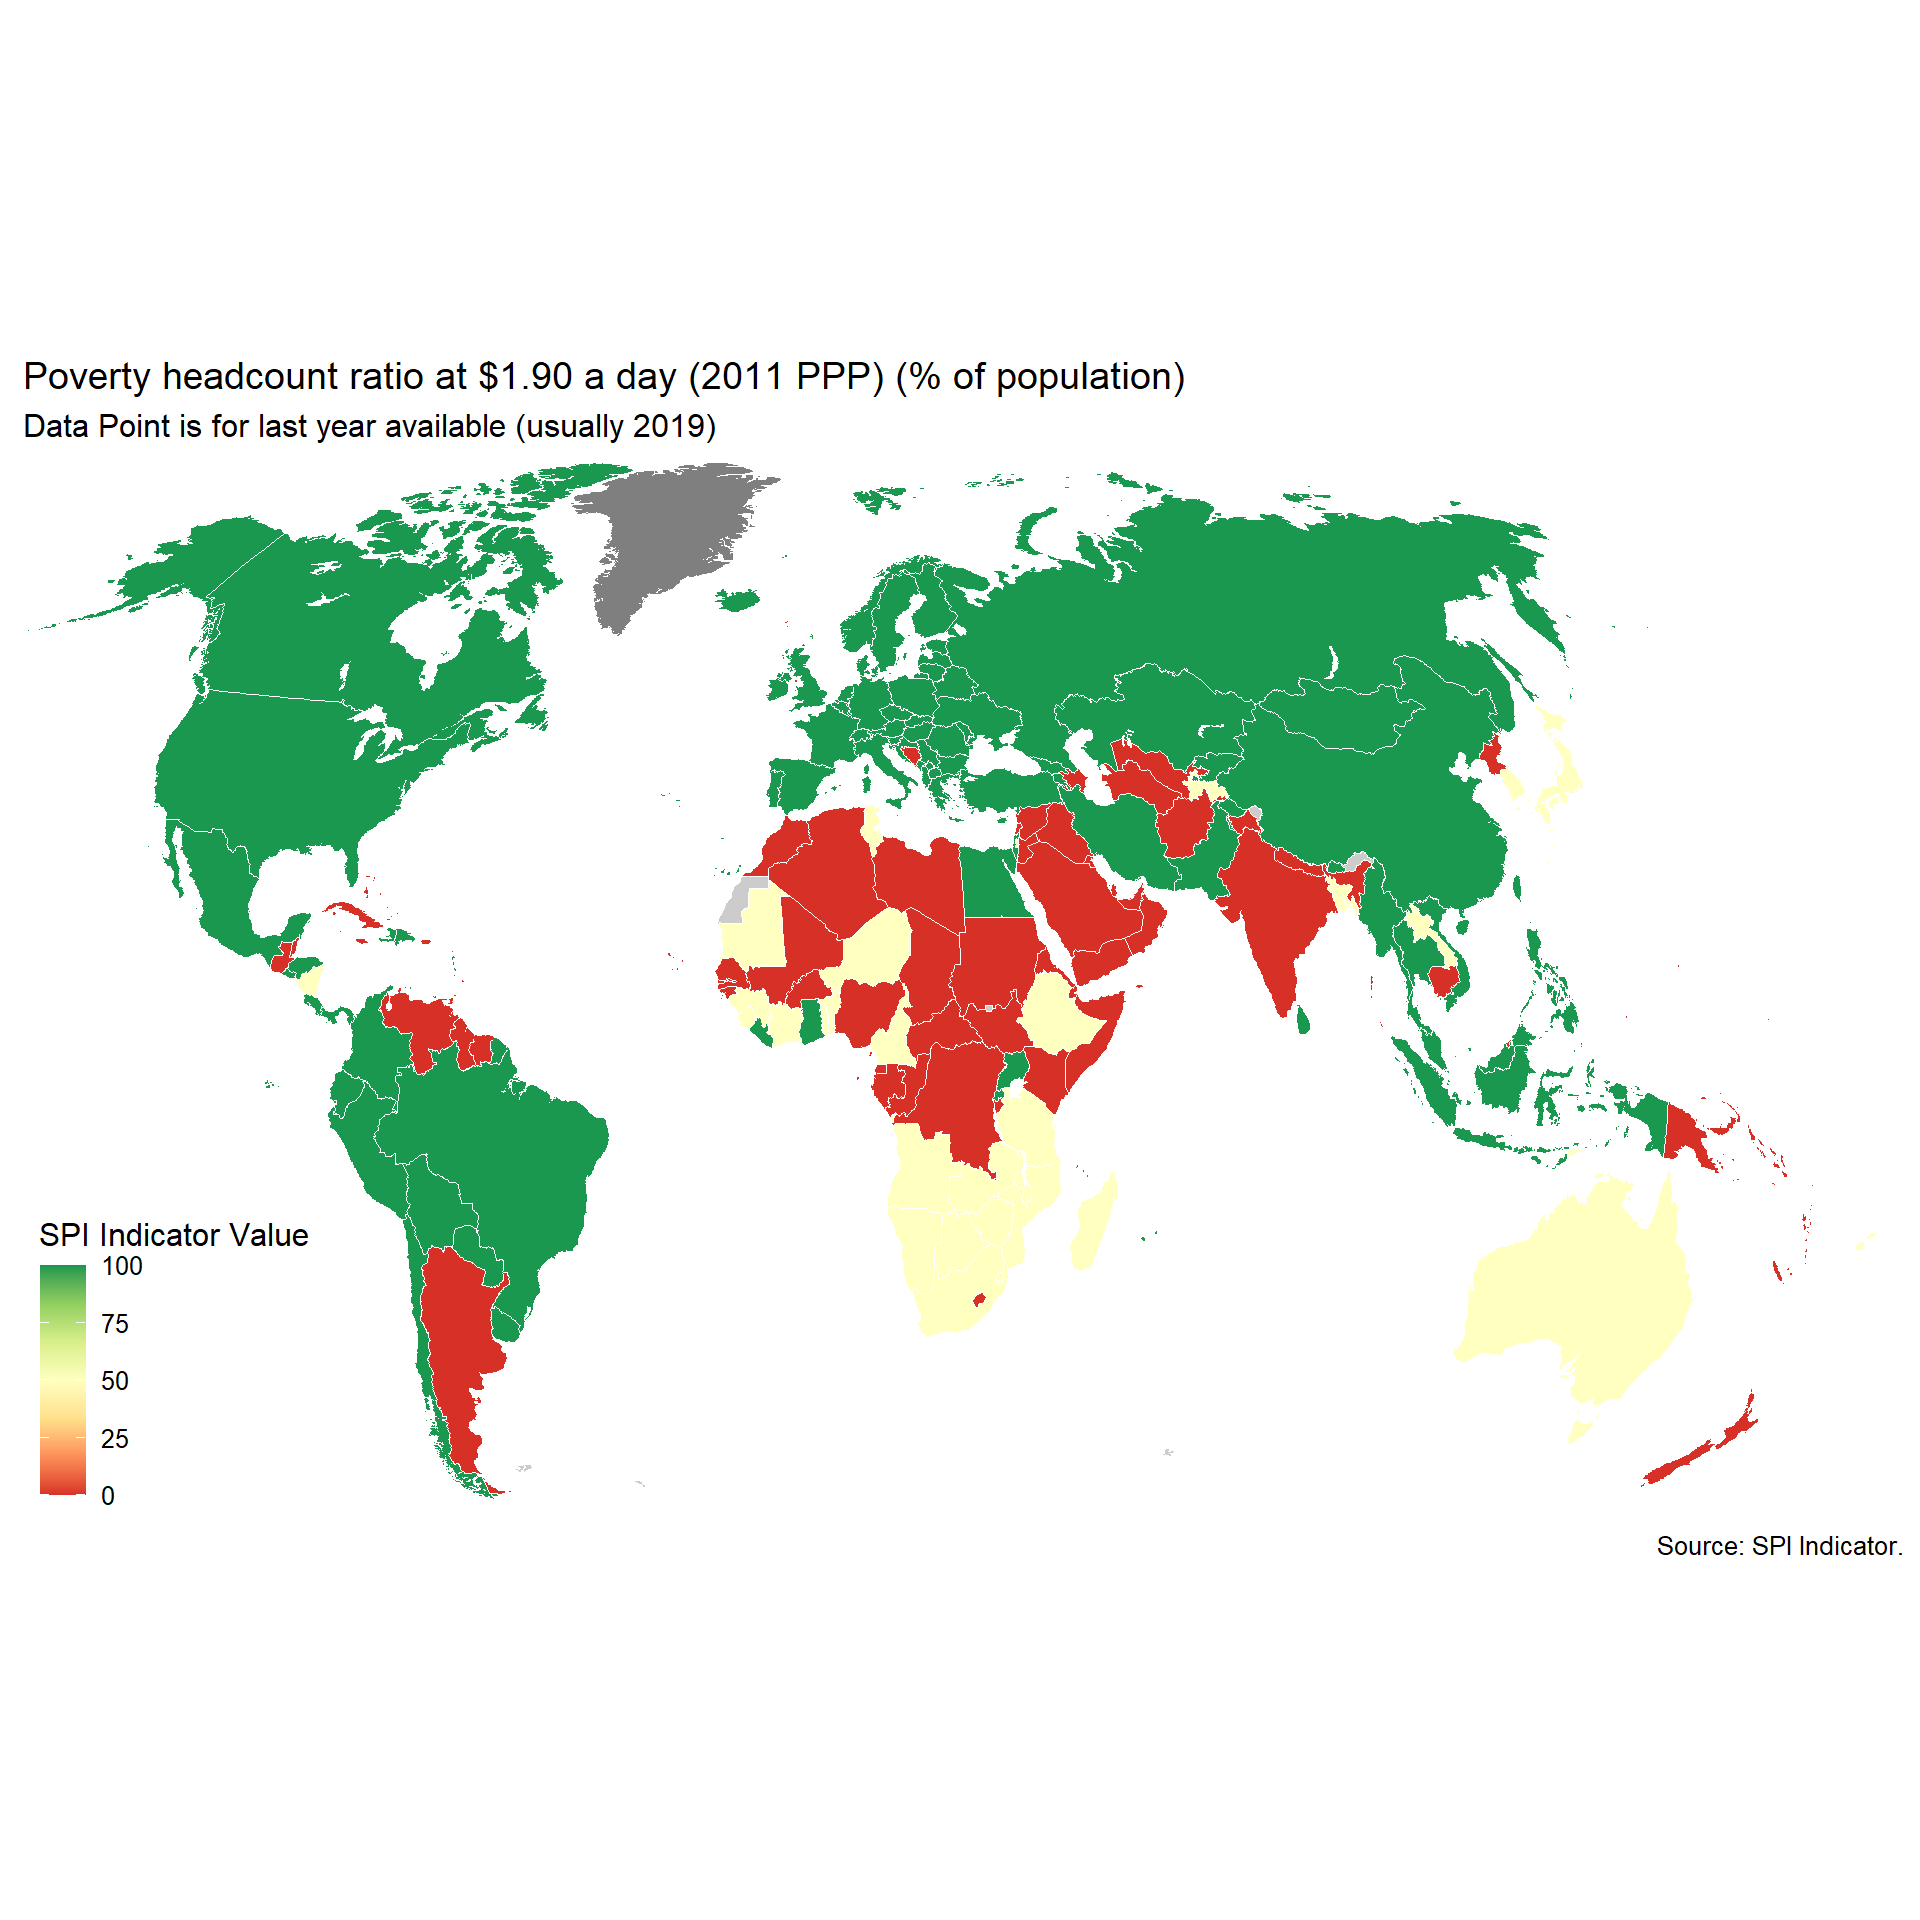 Poverty headcount ratio at $1.90 a day (2011 PPP) (% of population)
Data Point is for last year available (usually 2019)
SPI Indicator Value
100
75
50
25
0
Source: SPI Indicator.